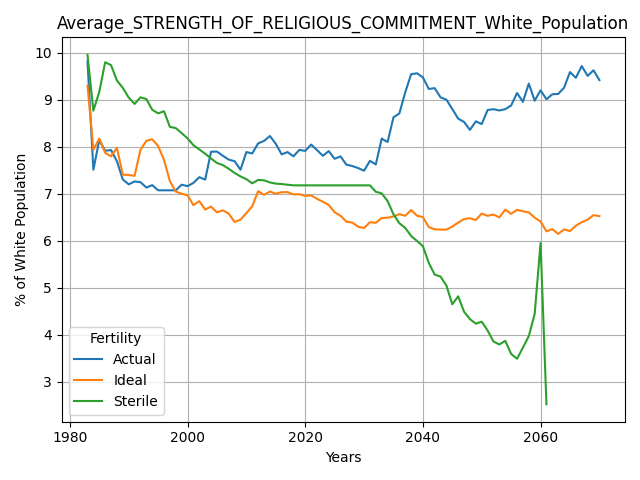 Average_STRENGTH_OF_RELIGIOUS_COMMITMENT_White_Population
10
9
8
7
6
5
4
3
% of White Population
Fertility
Actual
Ideal
Sterile
1980 2000 2020 2040 2060
Years